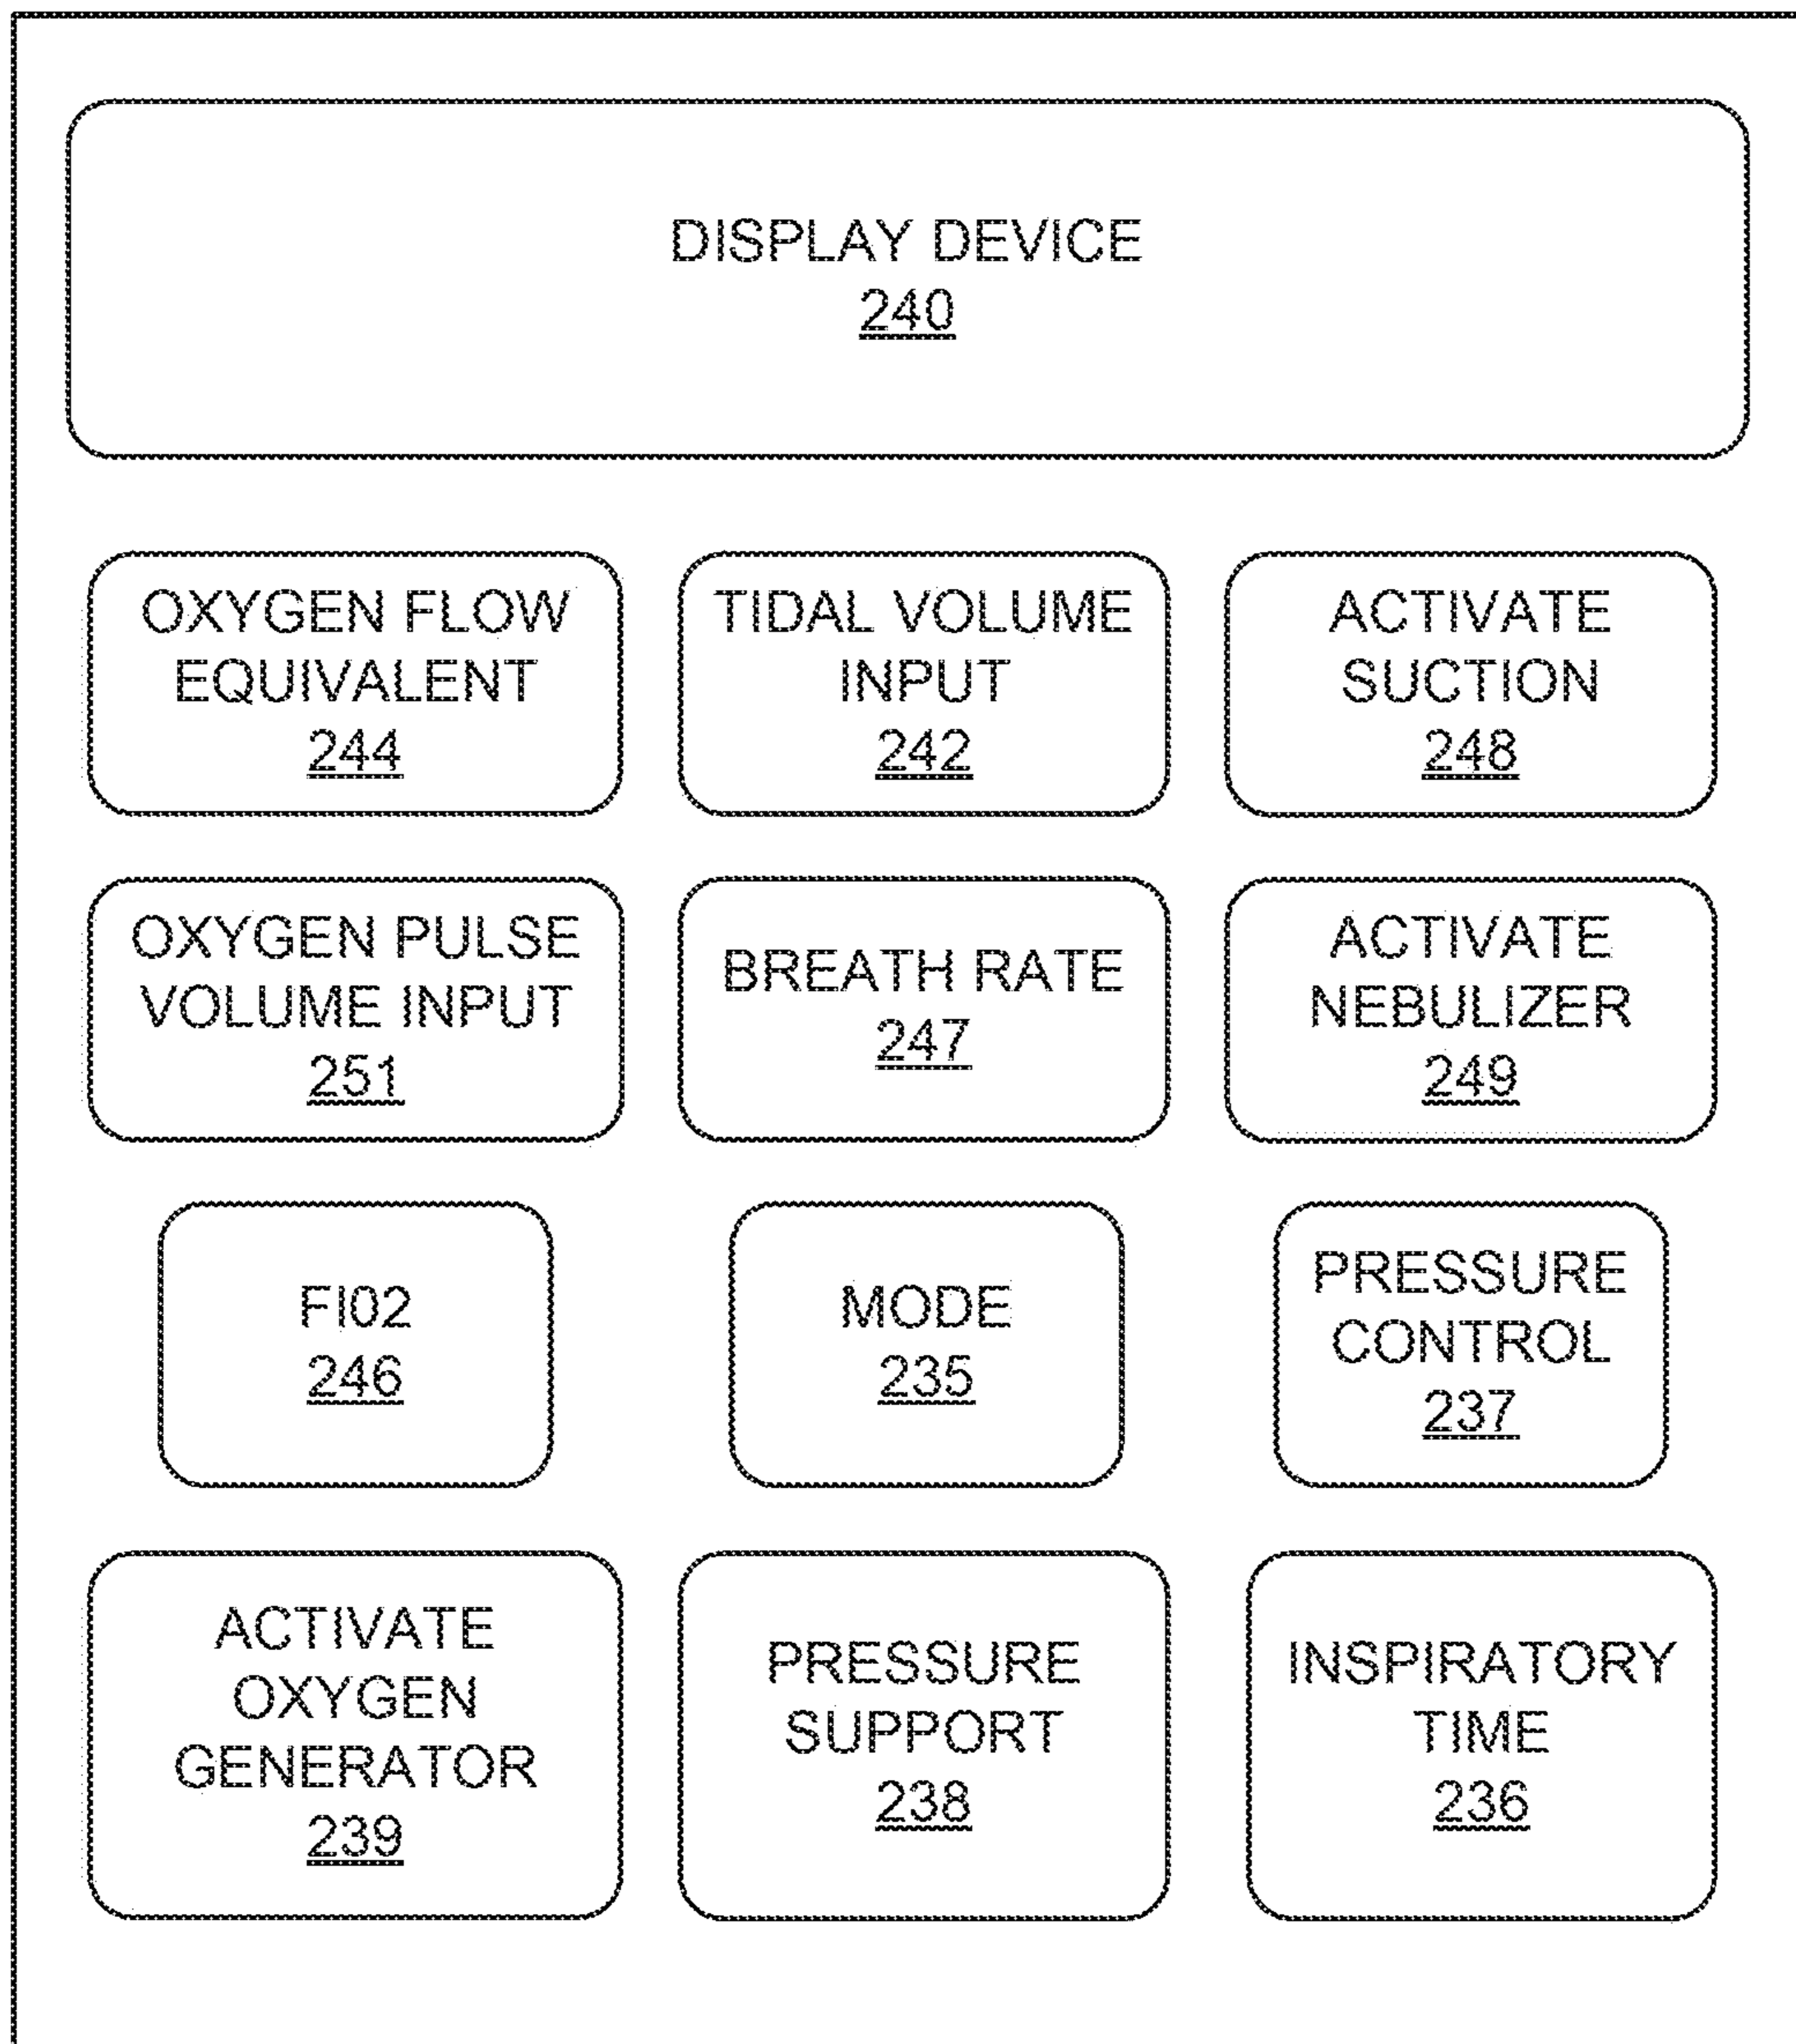 DISPLAY DEVICE
240
OXYGEN FLOW
EQUIVALENT
244
TIDAL VOLUME
INPUT
242
ACTIVATE
SUCTION
248
OXYGEN PULSE
VOLUME INPUT
251
BREATH RATE
247
ACTIVATE
NEBULIZER
249
FI02
246
MODE
235
PRESSURE
CONTROL
237
ACTIVATE
OXYGEN
GENERATOR
239
PRESSURE
SUPPORT
238
INSPIRATORY
TIME
236